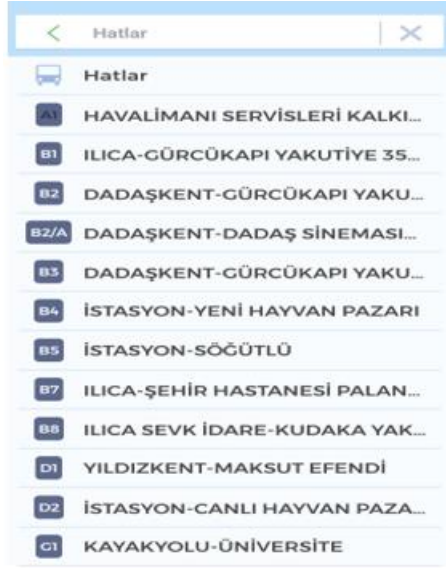 Hatlar
Hatlar
A1 HAVALİMANI SERVİSLERİ KALKI...
B1 ILICA-GÜRCÜKAPI YAKUTİYE 35...
B2 DADAŞKENT-GÜRCÜKAPI YAKU...
B2/A DADAŞKENT-DADAŞ SİNEMASI...
B3 DADAŞKENT-GÜRCÜKAPI YAKU...
B4 İSTASYON-YENİ HAYVAN PAZARI
B5 İSTASYON-SÖĞÜTLÜ
B7 ILICA-ŞEHİR HASTANESİ PALAN...
B8 ILICA SEVK İDARE-KUDAKA YAK...
D1 YILDIZKENT-MAKSUT EFENDİ
D2 İSTASYON-CANLI HAYVAN PAZA...
G1 KAYAKYOLU-ÜNİVERSİTE